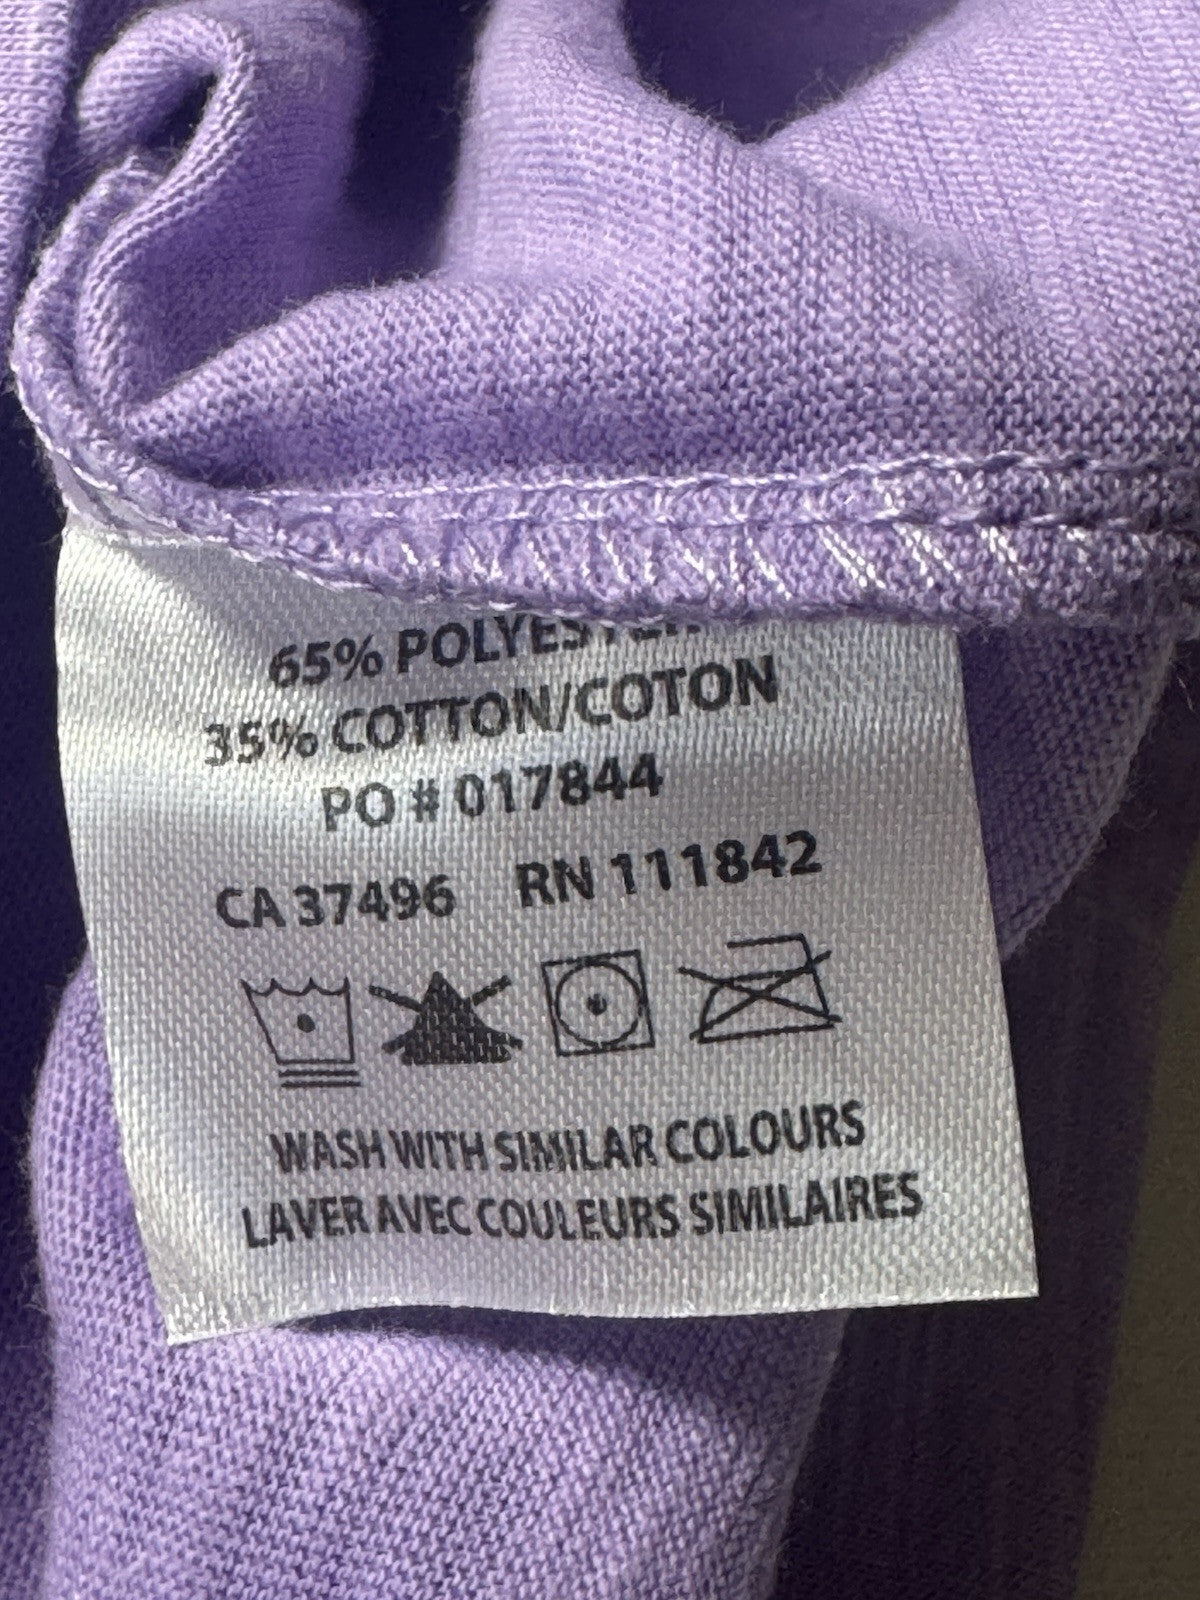 65% POLYESTER
35% COTTON/COTON
PO # 017844
CA 37496 RN 111842
WASH WITH SIMILAR COLOURS
LAVER AVEC COULEURS SIMILAIRES